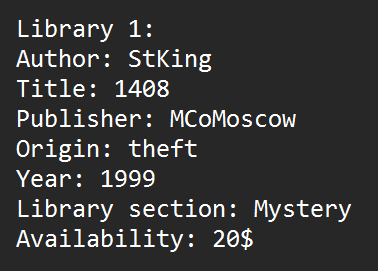 Library 1:
Author: StKing
Title: 1408
Publisher: MCoMoscow
Origin: theft
Year: 1999
Library section: Mystery
Availability: 20$